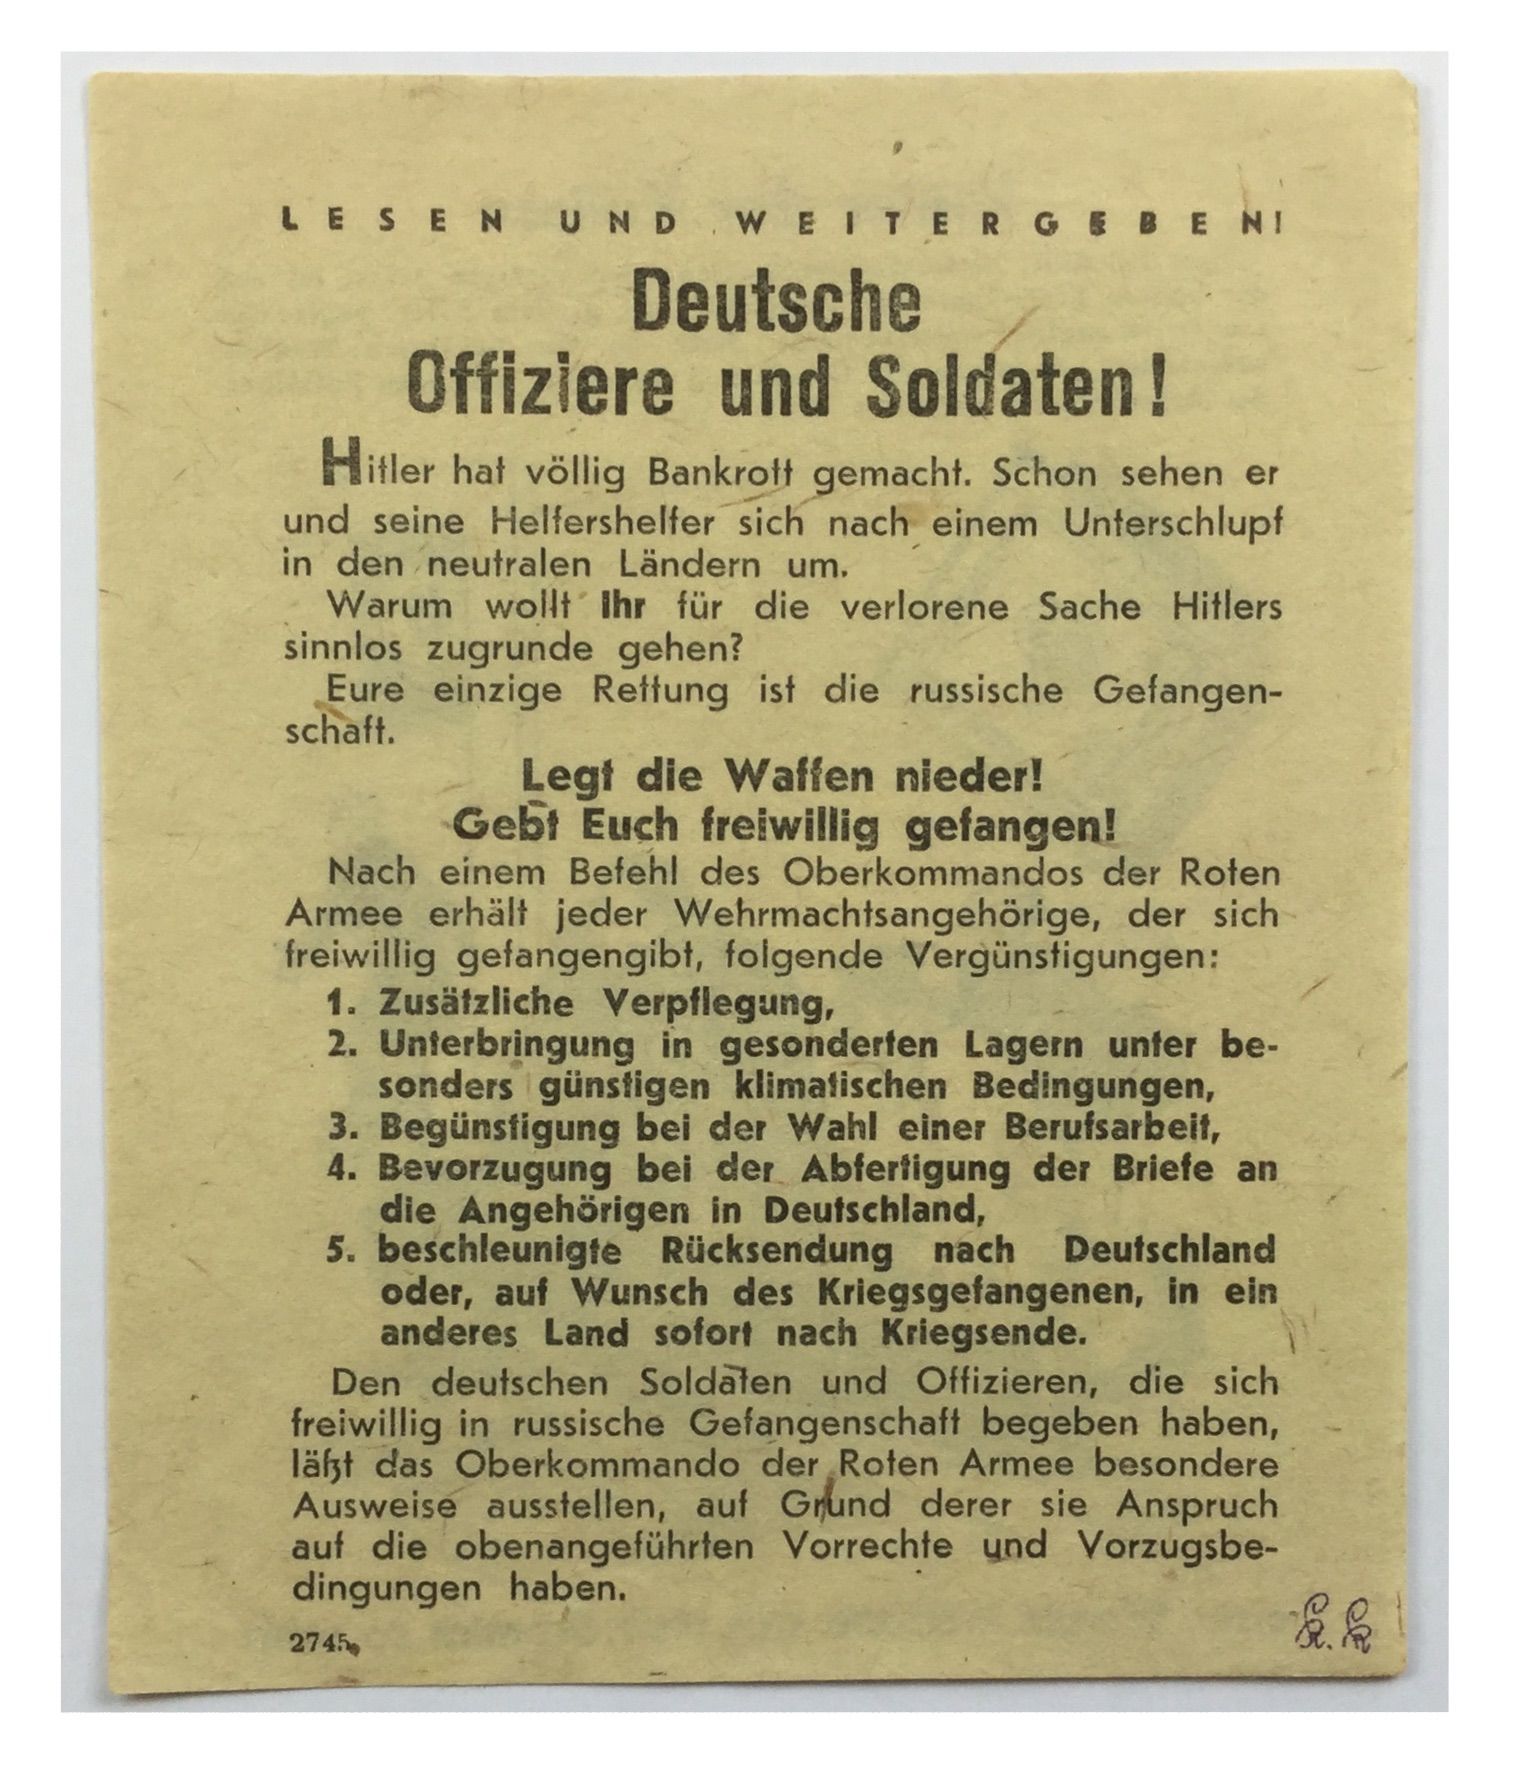 LESEN UND WEITERGEBEN!
Deutsche
Offiziere und Soldaten!
Hitler hat völlig Bankrott gemacht. Schon sehen er
und seine Helfershelfer sich nach einem Unterschlupf
in den neutralen Ländern um.
Warum wollt Ihr für die verlorene Sache Hitlers
sinnlos zugrunde gehen?
Eure einzige Rettung ist die russische Gefangen-
schaft.
Legt die Waffen nieder!
Gebt Euch freiwillig gefangen!
Nach einem Befehl des Oberkommandos der Roten
Armee erhält jeder Wehrmachtsangehörige, der sich
freiwillig gefangengibt, folgende Vergünstigungen:
1. Zusätzliche Verpflegung,
2. Unterbringung in gesonderten Lagern unter be-
sonders günstigen klimatischen Bedingungen,
3. Begünstigung bei der Wahl einer Berufsarbeit,
4. Bevorzugung bei der Abfertigung der Briefe an
die Angehörigen in Deutschland,
5. beschleunigte Rücksendung nach Deutschland
oder, auf Wunsch des Kriegsgefangenen, in ein
anderes Land sofort nach Kriegsende.
Den deutschen Soldaten und Offizieren, die sich
freiwillig in russische Gefangenschaft begeben haben,
läßt das Oberkommando der Roten Armee besondere
Ausweise ausstellen, auf Grund derer sie Anspruch
auf die obenangeführten Vorrechte und Vorzugsbe-
dingungen haben.
2745